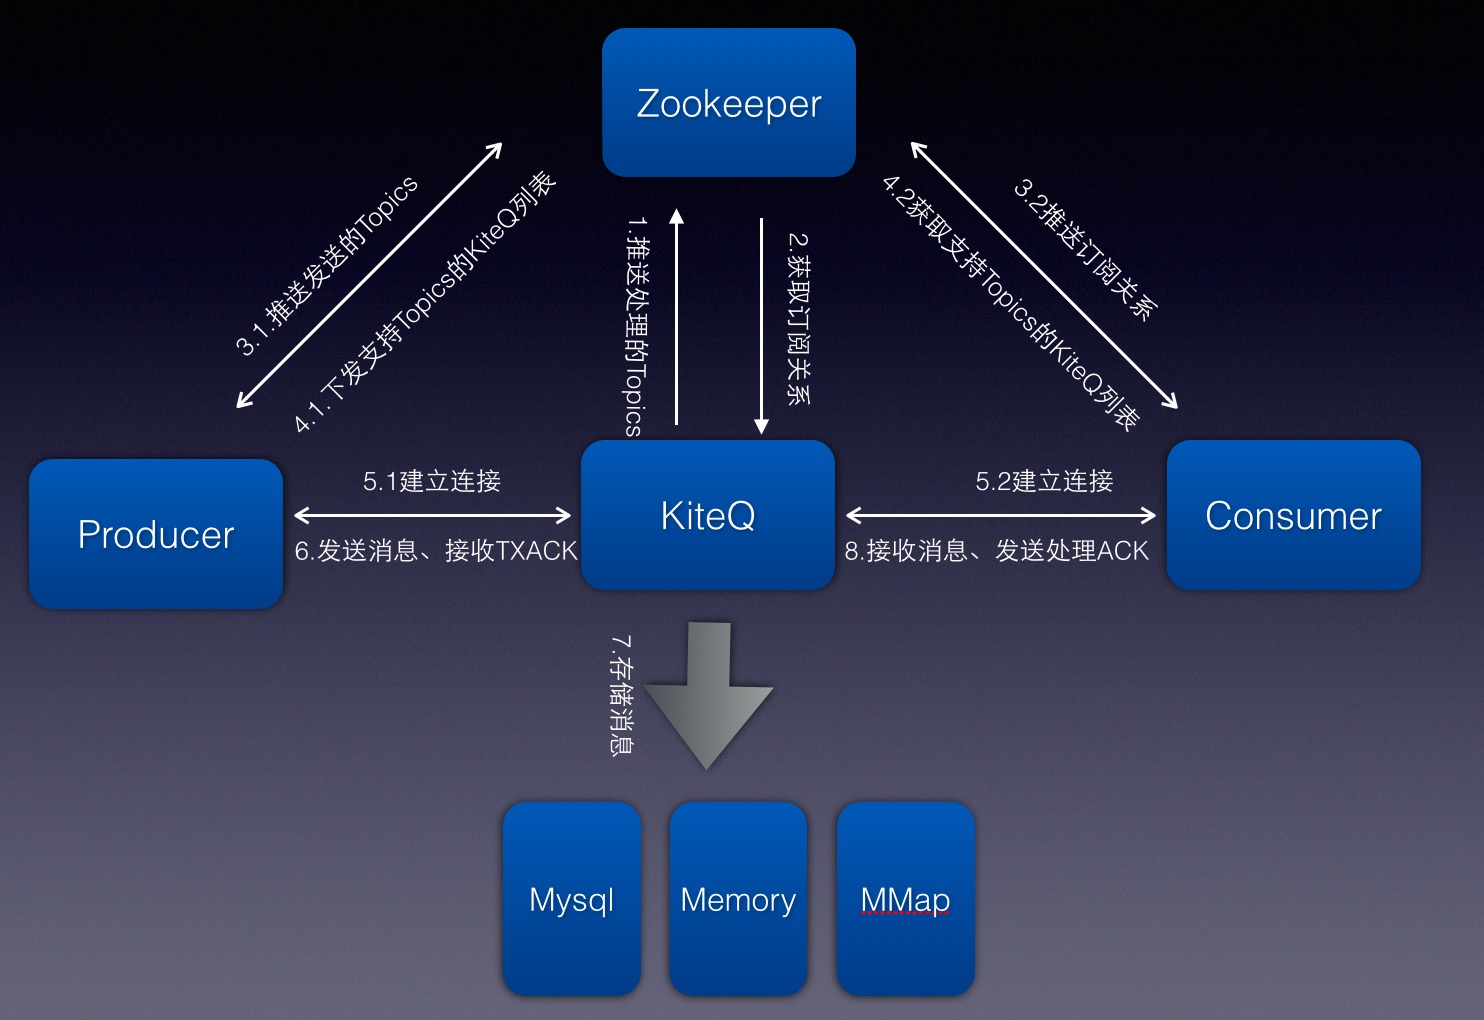 Zookeeper
3.1.推送发送的Topics
4.1.下发支持Topics的KiteQ列表
1.推送处理的Topics
2.获取订阅关系
4.2获取支持Topics的KiteQ列表
3.2推送订阅关系
Producer
5.1建立连接
6.发送消息、接收TXACK
KiteQ
5.2建立连接
8.接收消息、发送处理ACK
Consumer
7.存储消息
Mysql
Memory
MMap